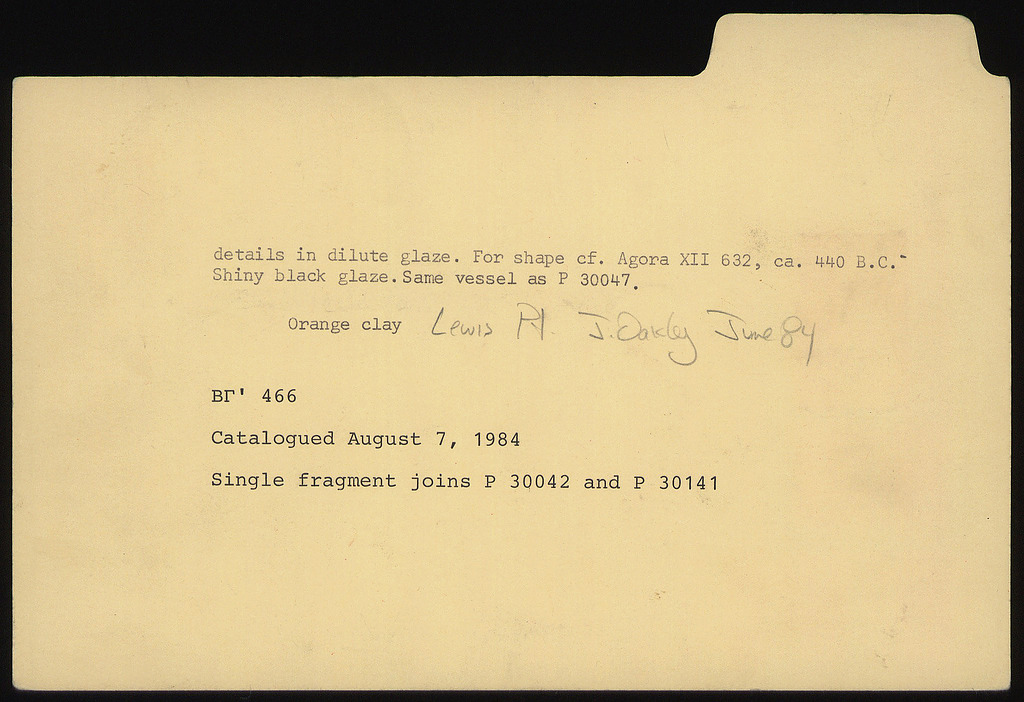 details in dilute glaze. For shape cf. Agora XII 632, ca. 440 B.C.-
Shiny black glaze.Same vessel as P 30047.
Orange clay Lewis Pt. J. Oakley June 84
ΒΓ' 466
Catalogued August 7, 1984
Single fragment joins P 30042 and P 30141